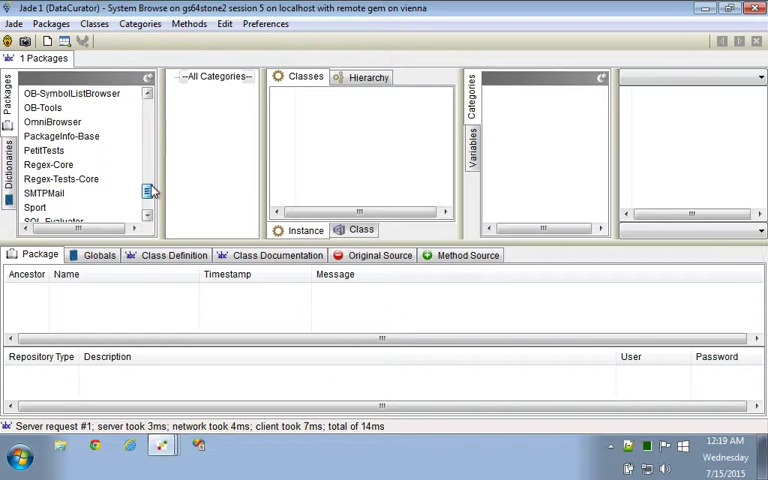 Jade 1 (DataCurator) - System Browse on gs64stone2 session 5 on localhost with remote gem on vienna
Jade Packages Classes Categories Methods Edit Preferences
1 Packages
Packages
Dictionaries
OB-SymbolListBrowser
OB-Tools
OmniBrowser
PackageInfo-Base
PetitTests
Regex-Core
Regex-Tests-Core
SMTPMail
Sport
SQL_Evaluator
--All Categories--
Classes Hierarchy
Instance Class
Categories
Variables
Package Globals Class Definition Class Documentation Original Source Method Source
Ancestor Name Timestamp Message
Repository Type Description User Password
Server request #1; server took 3ms; network took 4ms; client took 7ms; total of 14ms
12:19 AM
Wednesday
7/15/2015